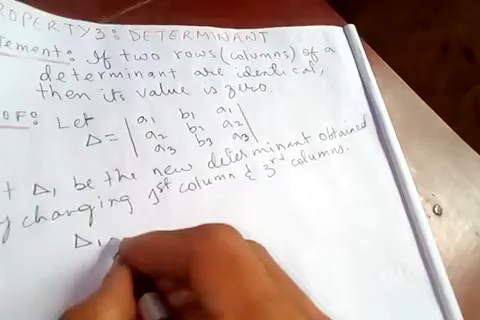 ROPERTY3: DETERMINANT
tement: If two rows (columns) of a
determinant are identical,
then its value is zero.
OF: Let
Δ = | a1 b1 a1 |
| a2 b2 a2 |
| a3 b3 a3 |
t Δ1 be the new determinant obtained
y changing 1st column & 3rd columns.
Δ1